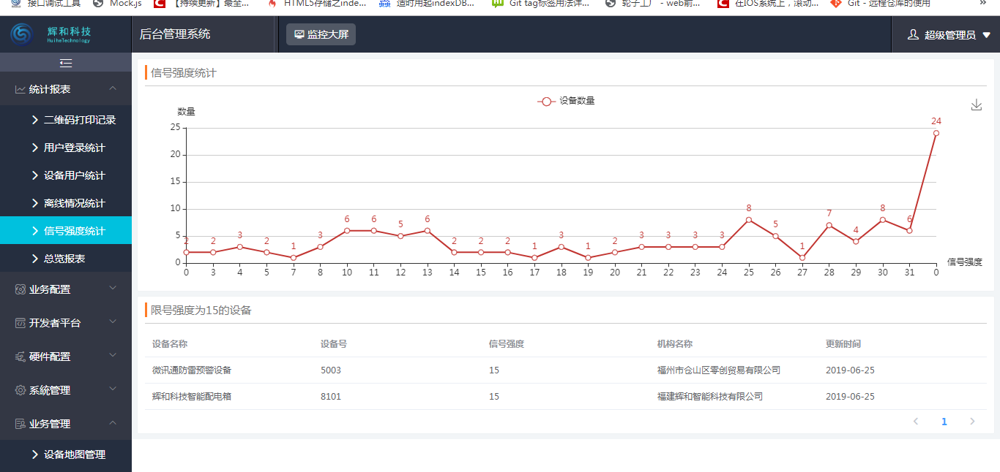 接口调试工具 Mock.js 【持续更新】最全... HTML5存储之inde... 适时用起indexDB... Git tag标签用法详... 轮子工厂 - web前... 在IOS系统上，滚动... Git - 远程仓库的使用 »
辉和科技
HuiheTechnology
后台管理系统
监控大屏
超级管理员
统计报表
二维码打印记录
用户登录统计
设备用户统计
离线情况统计
信号强度统计
总览报表
业务配置
开发者平台
硬件配置
系统管理
业务管理
设备地图管理
信号强度统计
设备数量
数量
25
20
15
10
5
0
2 2 3 2 1 3 6 6 5 6 2 2 2 1 3 1 2 3 3 3 3 8 5 1 7 4 8 6 24
0 3 4 5 7 8 10 11 12 13 14 15 16 17 18 19 20 21 22 23 24 25 26 27 28 29 30 31 0
信号强度
限号强度为15的设备
设备名称 设备号 信号强度 机构名称 更新时间
微讯通防雷预警设备 5003 15 福州市仓山区零创贸易有限公司 2019-06-25
辉和科技智能配电箱 8101 15 福建辉和智能科技有限公司 2019-06-25
1